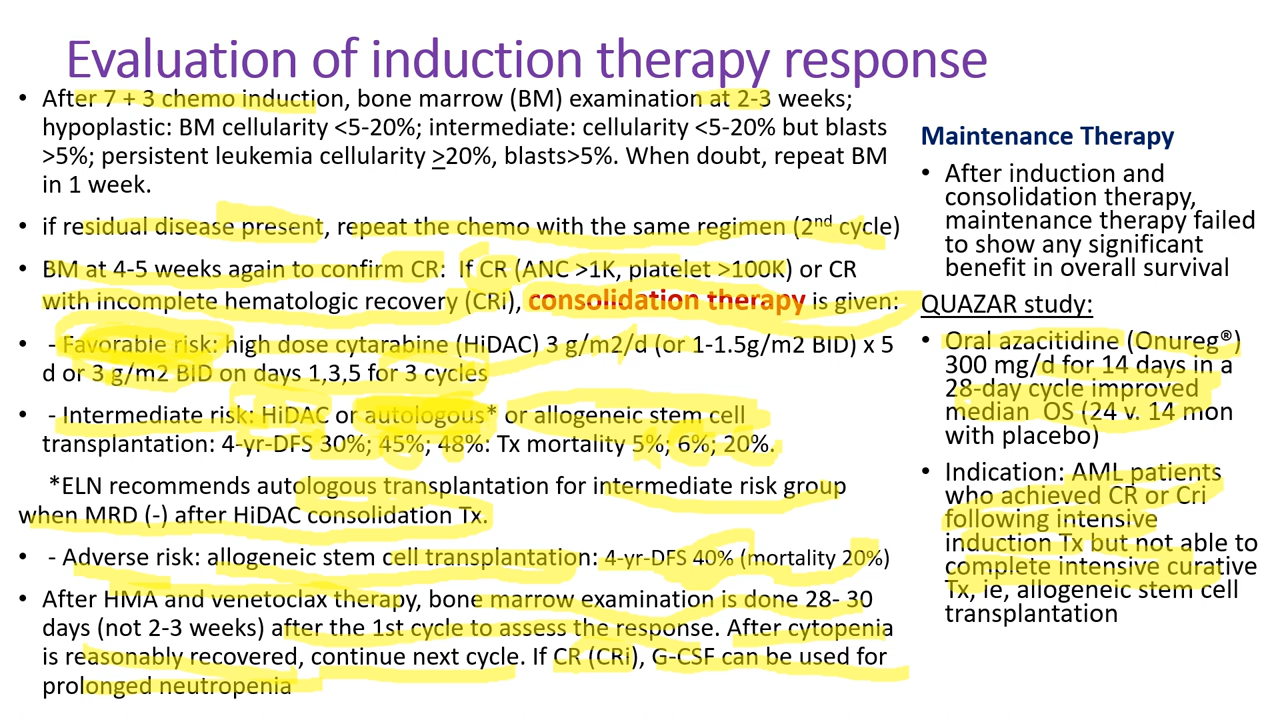 Evaluation of induction therapy response
• After 7 + 3 chemo induction, bone marrow (BM) examination at 2-3 weeks;
hypoplastic: BM cellularity <5-20%; intermediate: cellularity <5-20% but blasts
>5%; persistent leukemia cellularity >20%, blasts>5%. When doubt, repeat BM
in 1 week.
• if residual disease present, repeat the chemo with the same regimen (2nd cycle)
• BM at 4-5 weeks again to confirm CR: If CR (ANC >1K, platelet >100K) or CR
with incomplete hematologic recovery (CRi), consolidation therapy is given:
• - Favorable risk: high dose cytarabine (HiDAC) 3 g/m2/d (or 1-1.5g/m2 BID) x 5
d or 3 g/m2 BID on days 1,3,5 for 3 cycles
• - Intermediate risk: HiDAC or autologous* or allogeneic stem cell
transplantation: 4-yr-DFS 30%; 45%; 48%: Tx mortality 5%; 6%; 20%.
*ELN recommends autologous transplantation for intermediate risk group
when MRD (-) after HiDAC consolidation Tx.
• - Adverse risk: allogeneic stem cell transplantation: 4-yr-DFS 40% (mortality 20%)
• After HMA and venetoclax therapy, bone marrow examination is done 28- 30
days (not 2-3 weeks) after the 1st cycle to assess the response. After cytopenia
is reasonably recovered, continue next cycle. If CR (CRi), G-CSF can be used for
prolonged neutropenia
Maintenance Therapy
• After induction and
consolidation therapy,
maintenance therapy failed
to show any significant
benefit in overall survival
QUAZAR study:
• Oral azacitidine (Onureg®)
300 mg/d for 14 days in a
28-day cycle improved
median OS (24 v. 14 mon
with placebo)
• Indication: AML patients
who achieved CR or Cri
following intensive
induction Tx but not able to
complete intensive curative
Tx, ie, allogeneic stem cell
transplantation